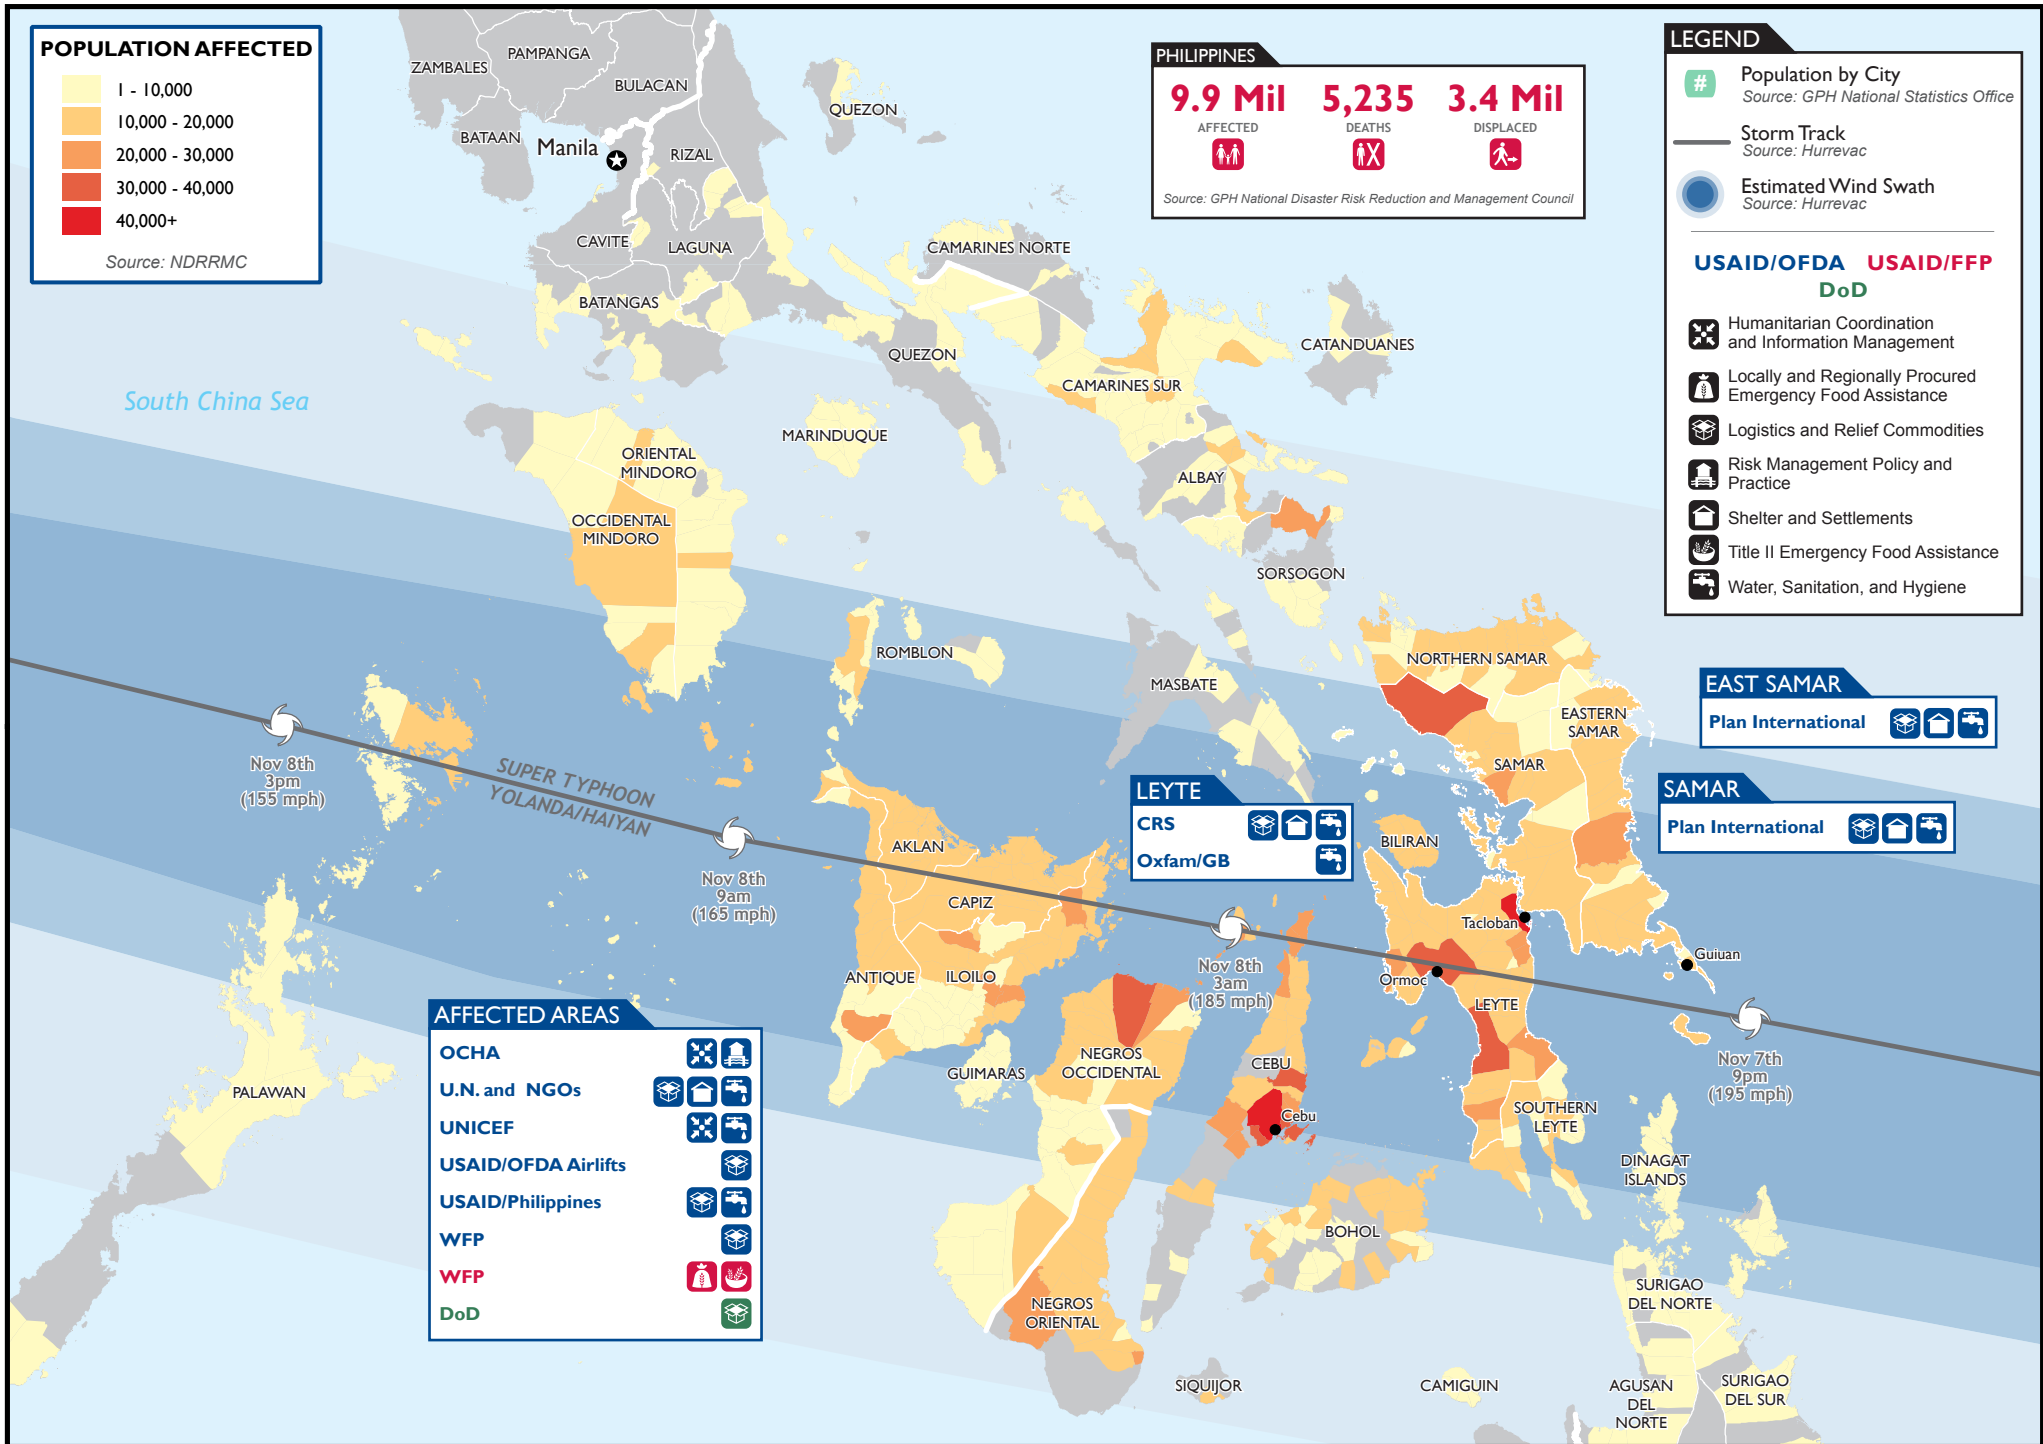 POPULATION AFFECTED
1 - 10,000
10,000 - 20,000
20,000 - 30,000
30,000 - 40,000
40,000+
Source: NDRRMC
PHILIPPINES
9.9 Mil 5,235 3.4 Mil
AFFECTED DEATHS DISPLACED
Source: GPH National Disaster Risk Reduction and Management Council
LEGEND
#
Population by City
Source: GPH National Statistics Office
Storm Track
Source: Hurrevac
Estimated Wind Swath
Source: Hurrevac
USAID/OFDA USAID/FFP
DoD
Humanitarian Coordination
and Information Management
Locally and Regionally Procured
Emergency Food Assistance
Logistics and Relief Commodities
Risk Management Policy and
Practice
Shelter and Settlements
Title II Emergency Food Assistance
Water, Sanitation, and Hygiene
ZAMBALES
PAMPANGA
BULACAN
QUEZON
BATAAN
Manila
RIZAL
CAVITE
LAGUNA
CAMARINES NORTE
BATANGAS
QUEZON
CATANDUANES
CAMARINES SUR
South China Sea
MARINDUQUE
ORIENTAL
MINDORO
ALBAY
OCCIDENTAL
MINDORO
SORSOGON
ROMBLON
MASBATE
NORTHERN SAMAR
EASTERN
SAMAR
SAMAR
EAST SAMAR
Plan International
SAMAR
Plan International
LEYTE
CRS
Oxfam/GB
BILIRAN
Nov 8th
3pm
(155 mph)
SUPER TYPHOON
YOLANDA/HAIYAN
Nov 8th
9am
(165 mph)
AKLAN
CAPIZ
ANTIQUE
ILOILO
Nov 8th
3am
(185 mph)
Tacloban
Ormoc
Guiuan
LEYTE
Nov 7th
9pm
(195 mph)
GUIMARAS
NEGROS
OCCIDENTAL
CEBU
Cebu
SOUTHERN
LEYTE
PALAWAN
DINAGAT
ISLANDS
BOHOL
NEGROS
ORIENTAL
SURIGAO
DEL NORTE
SIQUIJOR
CAMIGUIN
AGUSAN
DEL
NORTE
SURIGAO
DEL SUR
AFFECTED AREAS
OCHA
U.N. and NGOs
UNICEF
USAID/OFDA Airlifts
USAID/Philippines
WFP
WFP
DoD